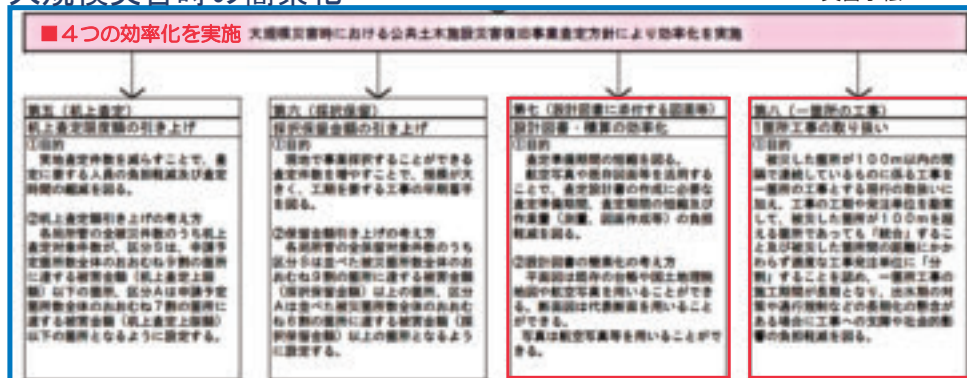 大規模災害時の簡素化
■４つの効率化を実施 大規模災害時における公共土木施設災害復旧事業査定方針により効率化を実施
第五（机上査定）
机上査定限度額の引き上げ
①目的
実地査定件数を減らすことで、査
定に要する人員の負担軽減及び査定
時間の軽減を図る。
②机上査定額引き上げの考え方
各局所管の全被災件数のうち机上
査定対象件数が、区分Ｓは、申請予
定箇所数全体のおおむね９割の箇所
に達する被害金額（机上査定上限
額）以下の箇所、区分Ａは申請予定
箇所数全体のおおむね７割の箇所に
達する被害金額（机上査定上限額）
以下の箇所となるように設定する。
第六（採択保留）
採択保留金額の引き上げ
①目的
現地で事業採択することができる
査定件数を増やすことで、規模が大
きく、工期を要する工事の早期着手
を図る。
②保留金額引き上げの考え方
各局所管の全保留対象件数のうち
区分Ｓは並べた被災箇所数全体のお
おむね９割の箇所に達する被害金額
（採択保留金額）以上の箇所、区分
Ａは並べた被災箇所数全体のおおむ
ね６割の箇所に達する被害金額（採
択保留金額）以上の箇所となるよう
に設定する。
第七（設計図書に添付する図面等）
設計図書・積算の効率化
①目的
査定準備期間の短縮を図る。
航空写真や既存図面等を活用する
ことで、査定設計書の作成に必要な
査定準備期間、査定期間の短縮及び
作業量（測量、図面作成等）の負担
軽減を図る。
②設計図書の簡素化の考え方
平面図は既存の台帳や国土地理院
地図や航空写真を用いることができ
る。断面図は代表断面を用いること
ができる。
写真は航空写真等を用いることがで
きる。
第八（一箇所の工事）
1箇所工事の取り扱い
①目的
被災した箇所が１００ｍ以内の間
隔で連続しているものに係る工事を
一箇所の工事とする現行の取扱いに
加え、工事の工期や発注単位を勘案
して、被災した箇所が１００ｍを超
える箇所であっても「統合」するこ
と及び被災した箇所間の距離にかか
わらず適度な工事発注単位に「分
割」することを認め、一箇所工事の
施工期間が長期となり、出水期の対
策や通行規制などの長期化の懸念が
ある場合に工事への支障や社会的影
響の負担軽減を図る。